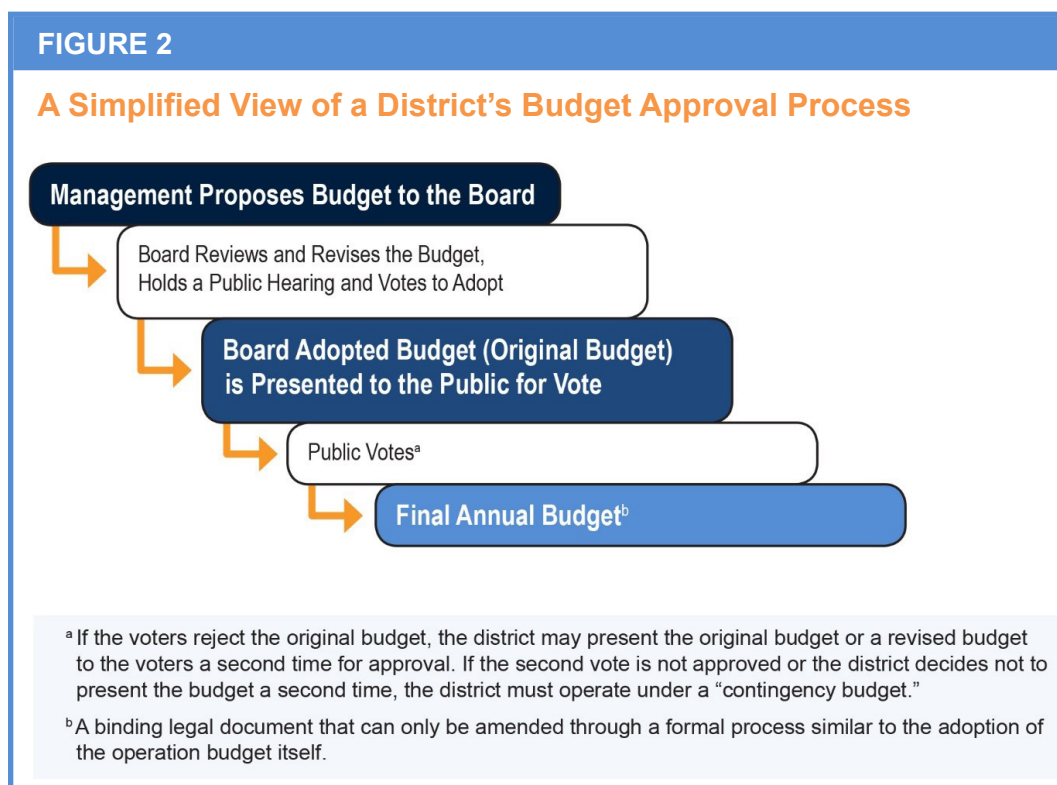 FIGURE 2
A Simplified View of a District’s Budget Approval Process
Management Proposes Budget to the Board
Board Reviews and Revises the Budget,
Holds a Public Hearing and Votes to Adopt
Board Adopted Budget (Original Budget)
is Presented to the Public for Vote
Public Votesᵃ
Final Annual Budgetᵇ
ᵃ If the voters reject the original budget, the district may present the original budget or a revised budget
to the voters a second time for approval. If the second vote is not approved or the district decides not to
present the budget a second time, the district must operate under a “contingency budget.”
ᵇ A binding legal document that can only be amended through a formal process similar to the adoption of
the operation budget itself.